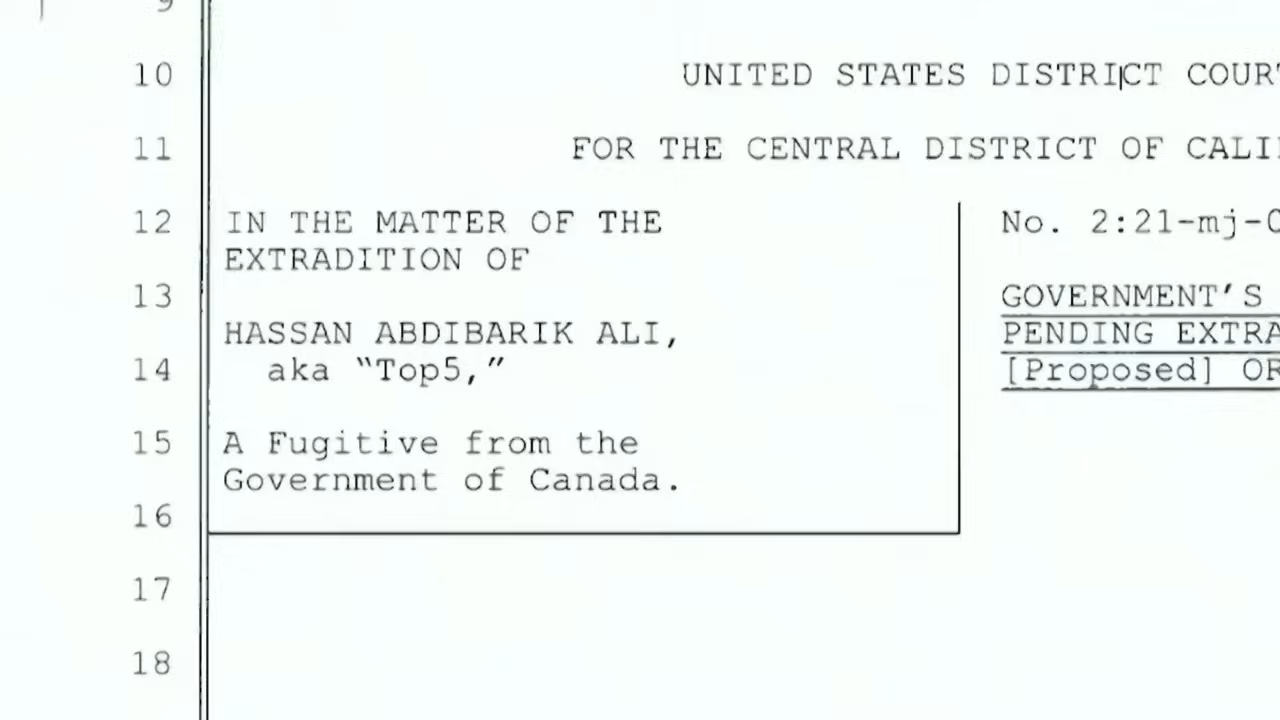 9
10 UNITED STATES DISTRICT COURT
11 FOR THE CENTRAL DISTRICT OF CALI
12 IN THE MATTER OF THE No. 2:21-mj-0
EXTRADITION OF
13 GOVERNMENT'S
HASSAN ABDIBARIK ALI, PENDING EXTRA
14 aka “Top5,” [Proposed] OR
15 A Fugitive from the
Government of Canada.
16
17
18